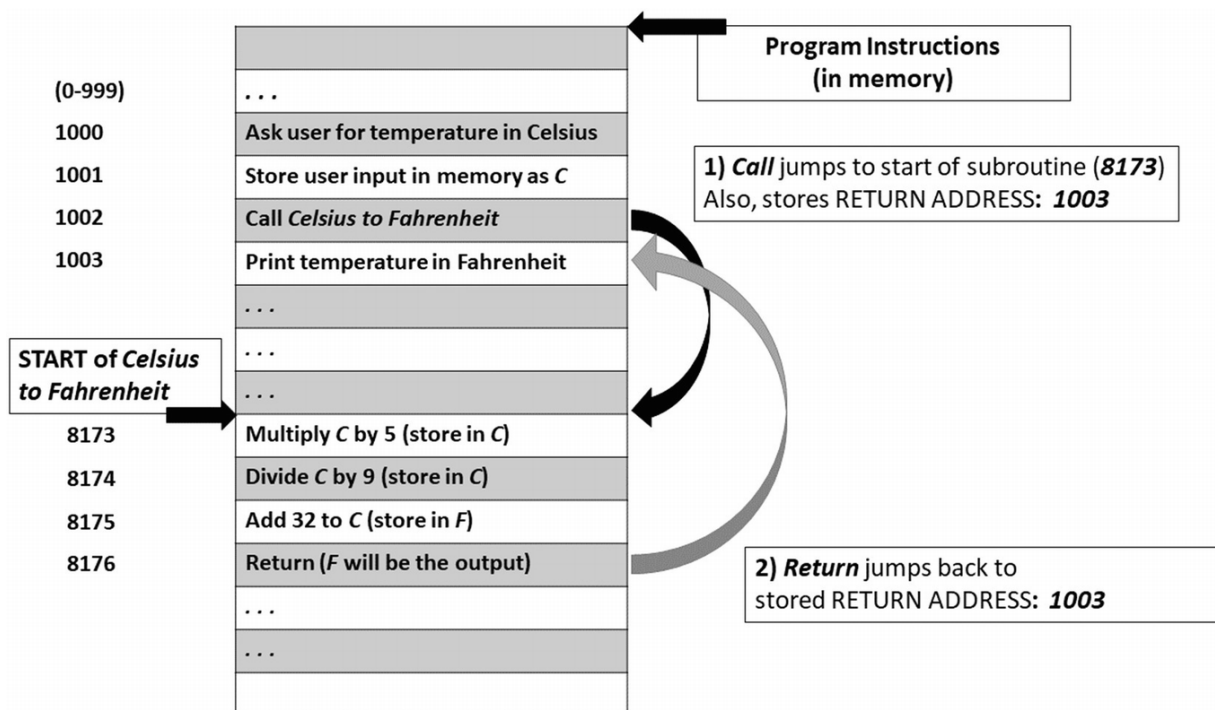 Program Instructions
(in memory)
(0-999)
. . .
1000
Ask user for temperature in Celsius
1001
Store user input in memory as C
1002
Call Celsius to Fahrenheit
1003
Print temperature in Fahrenheit
. . .
. . .
. . .
1) Call jumps to start of subroutine (8173)
Also, stores RETURN ADDRESS: 1003
START of Celsius
to Fahrenheit
8173
Multiply C by 5 (store in C)
8174
Divide C by 9 (store in C)
8175
Add 32 to C (store in F)
8176
Return (F will be the output)
. . .
. . .
2) Return jumps back to
stored RETURN ADDRESS: 1003